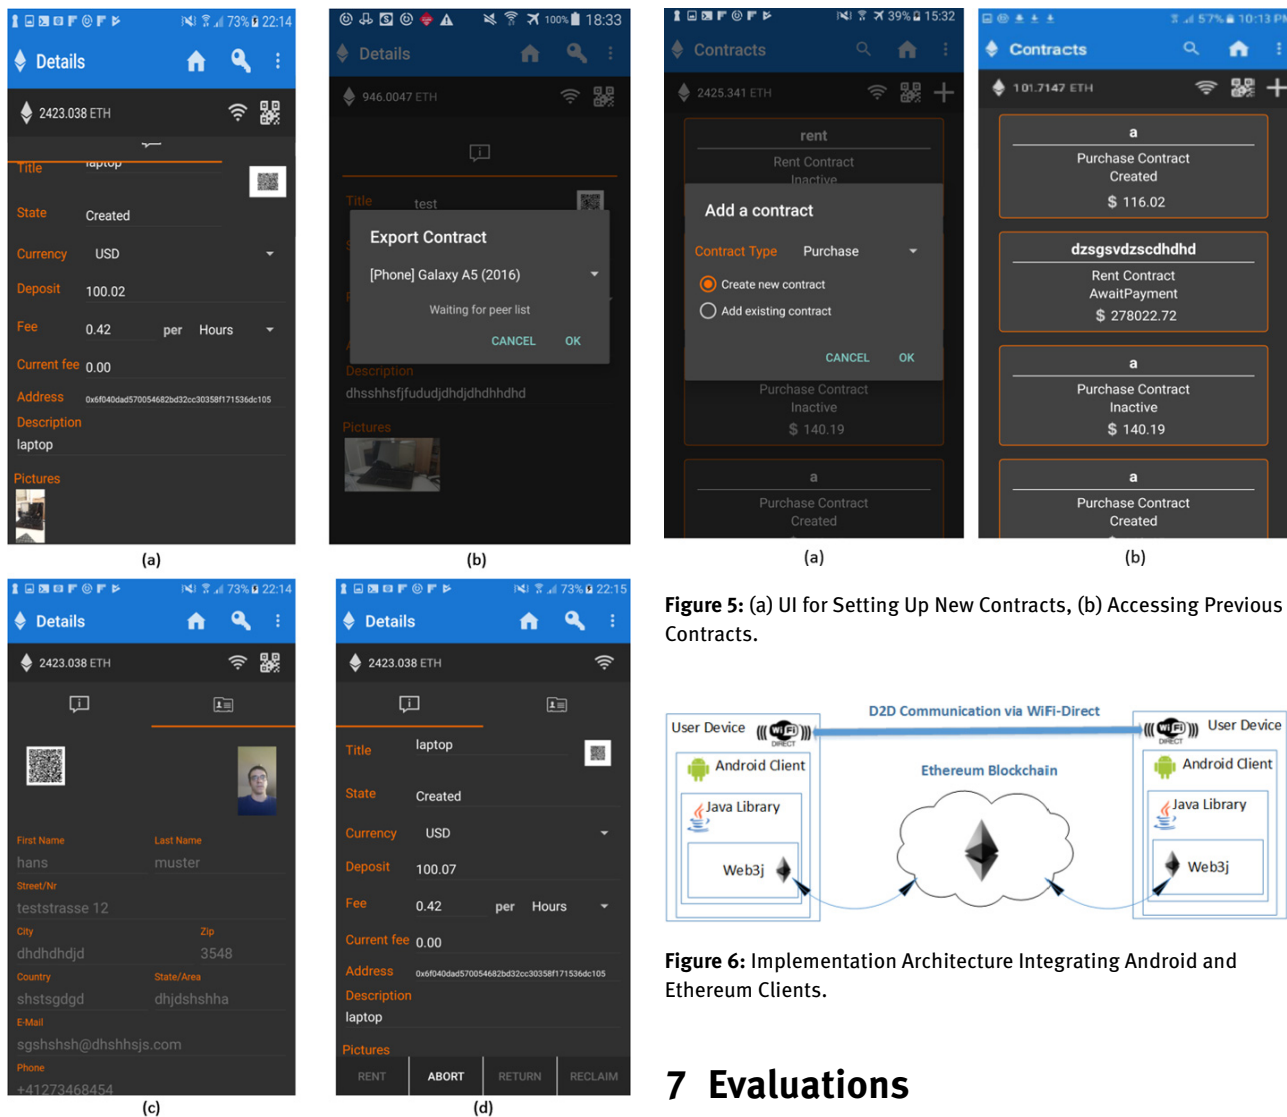 73% 22:14
Details
2423.038 ETH
Title laptop
State Created
Currency USD
Deposit 100.02
Fee 0.42 per Hours
Current fee 0.00
Address 0x6f040dad570054682bd32cc30358f171536dc105
Description
laptop
Pictures
(a)
100% 18:33
Details
946.0047 ETH
Title test
Export Contract
[Phone] Galaxy A5 (2016)
Waiting for peer list
CANCEL OK
Description
dhsshhsfjfududjdhdjdhdhhdhd
Pictures
(b)
73% 22:14
Details
2423.038 ETH
First Name Last Name
hans muster
Street/Nr
teststrasse 12
City Zip
dhdhdhdjd 3548
Country State/Area
shstsgdgd dhjdshshha
E-Mail
sgshshsh@dhshhsjs.com
Phone
+41273468454
(c)
73% 22:15
Details
2423.038 ETH
Title laptop
State Created
Currency USD
Deposit 100.07
Fee 0.42 per Hours
Current fee 0.00
Address 0x6f040dad570054682bd32cc30358f171536dc105
Description
laptop
Pictures
RENT ABORT RETURN RECLAIM
(d)
39% 15:32
Contracts
2425.341 ETH
rent
Rent Contract
Inactive
Add a contract
Contract Type Purchase
Create new contract
Add existing contract
CANCEL OK
Purchase Contract
Inactive
$ 140.19
a
Purchase Contract
Created
(a)
57% 10:13 PM
Contracts
101.7147 ETH
a
Purchase Contract
Created
$ 116.02
dzsgsvdzscdhdhd
Rent Contract
AwaitPayment
$ 278022.72
a
Purchase Contract
Inactive
$ 140.19
a
Purchase Contract
Created
(b)
Figure 5: (a) UI for Setting Up New Contracts, (b) Accessing Previous
Contracts.
D2D Communication via WiFi-Direct
User Device
WiFi
DIRECT
Android Client
Java Library
Web3j
Ethereum Blockchain
WiFi
DIRECT
User Device
Android Client
Java Library
Web3j
Figure 6: Implementation Architecture Integrating Android and
Ethereum Clients.
7 Evaluations